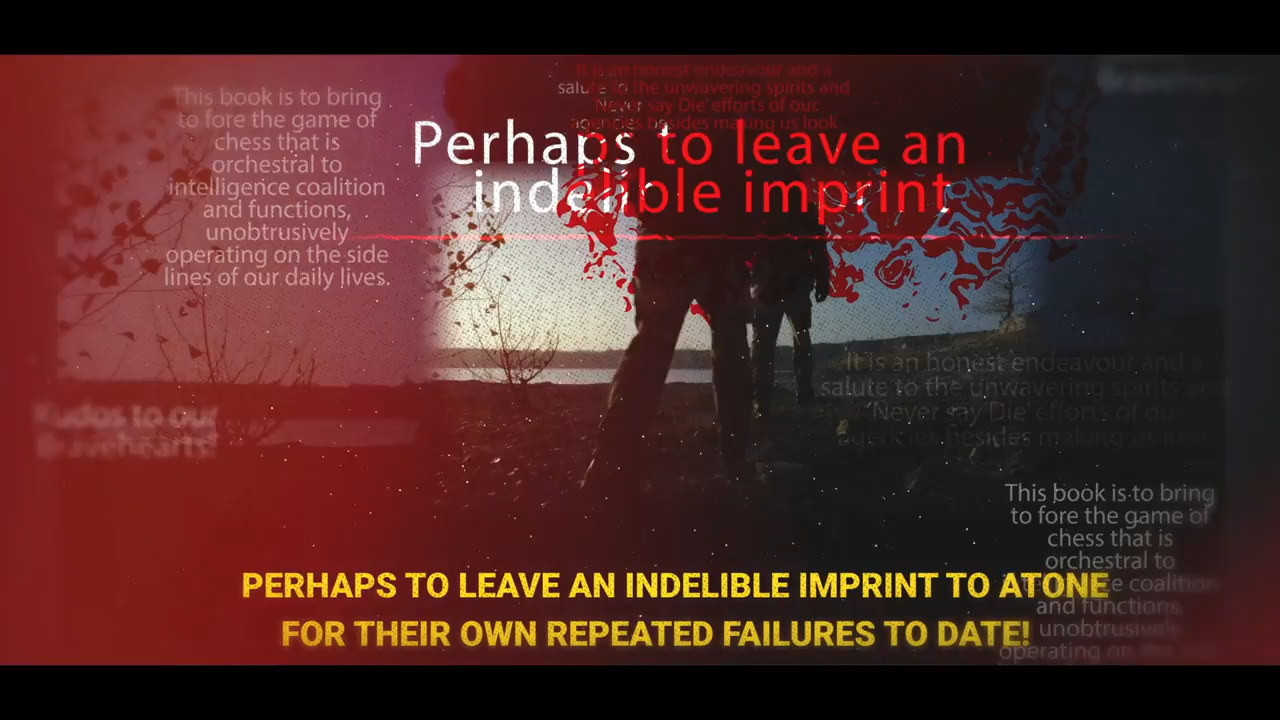 This book is to bring
to fore the game of
chess that is
orchestral to
intelligence coalition
and functions,
unobtrusively
operating on the side
lines of our daily lives.
It is an honest endeavour and a
salute to the unwavering spirits and
'Never say Die' efforts of our
agencies besides making us look
Perhaps to leave an
indelible imprint
Kudos to our
Bravehearts!
It is an honest endeavour and a
salute to the unwavering spirits and
'Never say Die' efforts of our
agencies besides making us look
This book is to bring
to fore the game of
chess that is
orchestral to
coalition
and functions,
unobtrusively
operating on
PERHAPS TO LEAVE AN INDELIBLE IMPRINT TO ATONE
FOR THEIR OWN REPEATED FAILURES TO DATE!